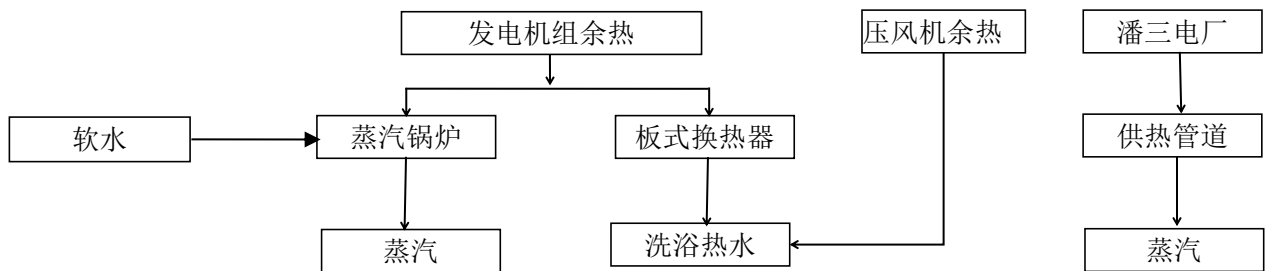 发电机组余热
压风机余热
潘三电厂
软水
蒸汽锅炉
板式换热器
供热管道
蒸汽
洗浴热水
蒸汽